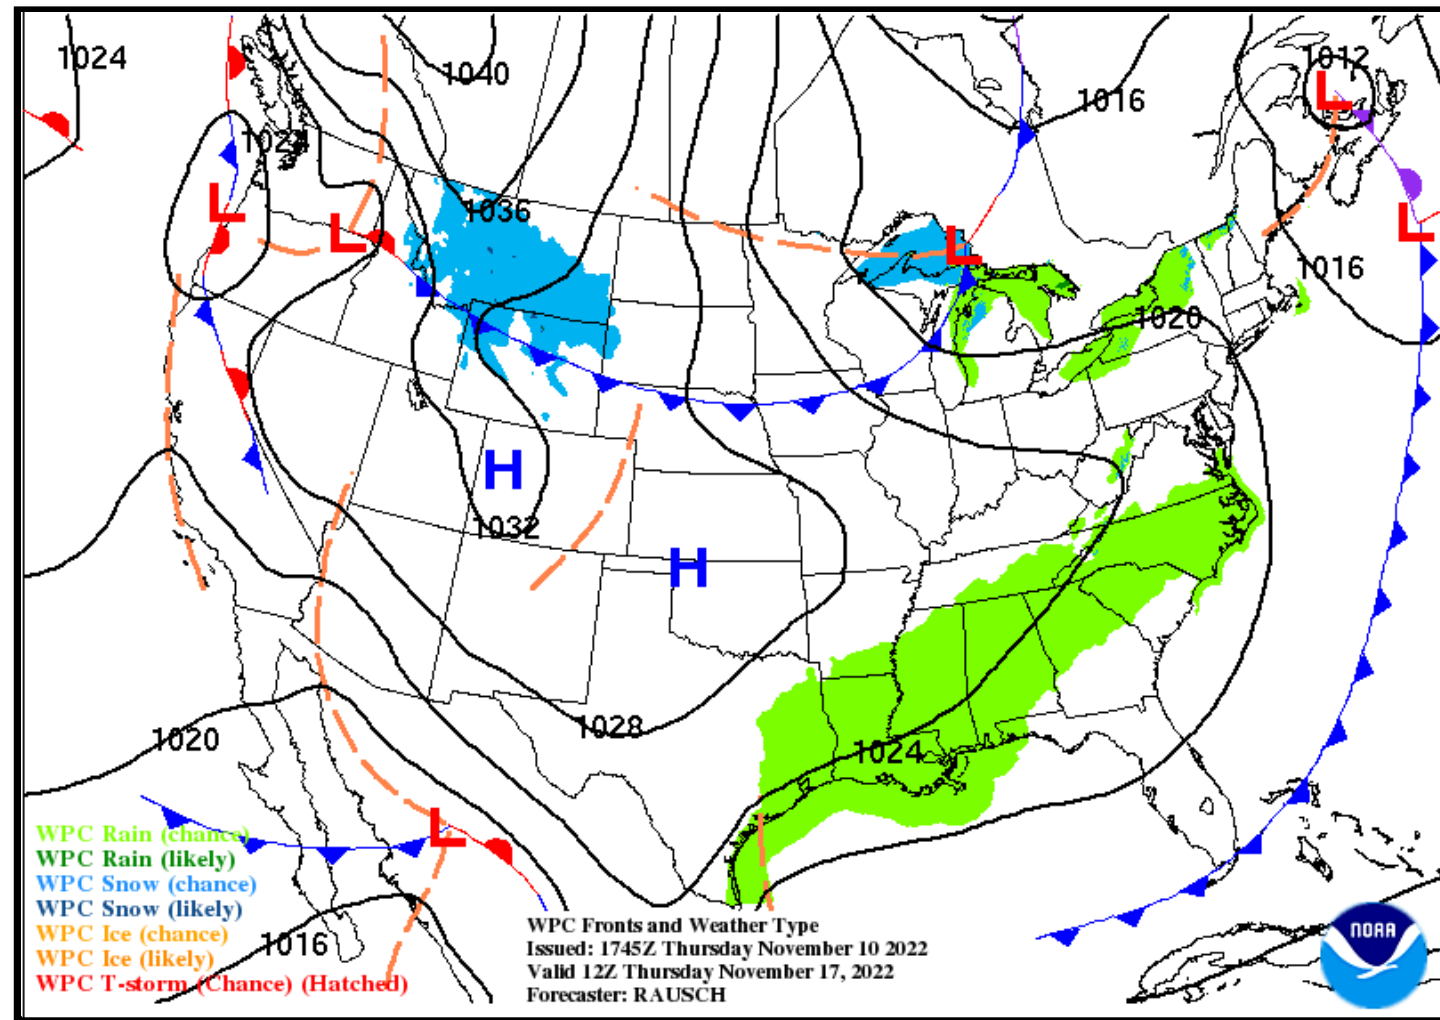 1024
1040
1012
1016
1024
1036
1016
L
L
L
L
L
1020
H
1032
H
1028
1024
1020
L
1016
WPC Rain (chance)
WPC Rain (likely)
WPC Snow (chance)
WPC Snow (likely)
WPC Ice (chance)
WPC Ice (likely)
WPC T-storm (Chance) (Hatched)
WPC Fronts and Weather Type
Issued: 1745Z Thursday November 10 2022
Valid 12Z Thursday November 17, 2022
Forecaster: RAUSCH
NOAA